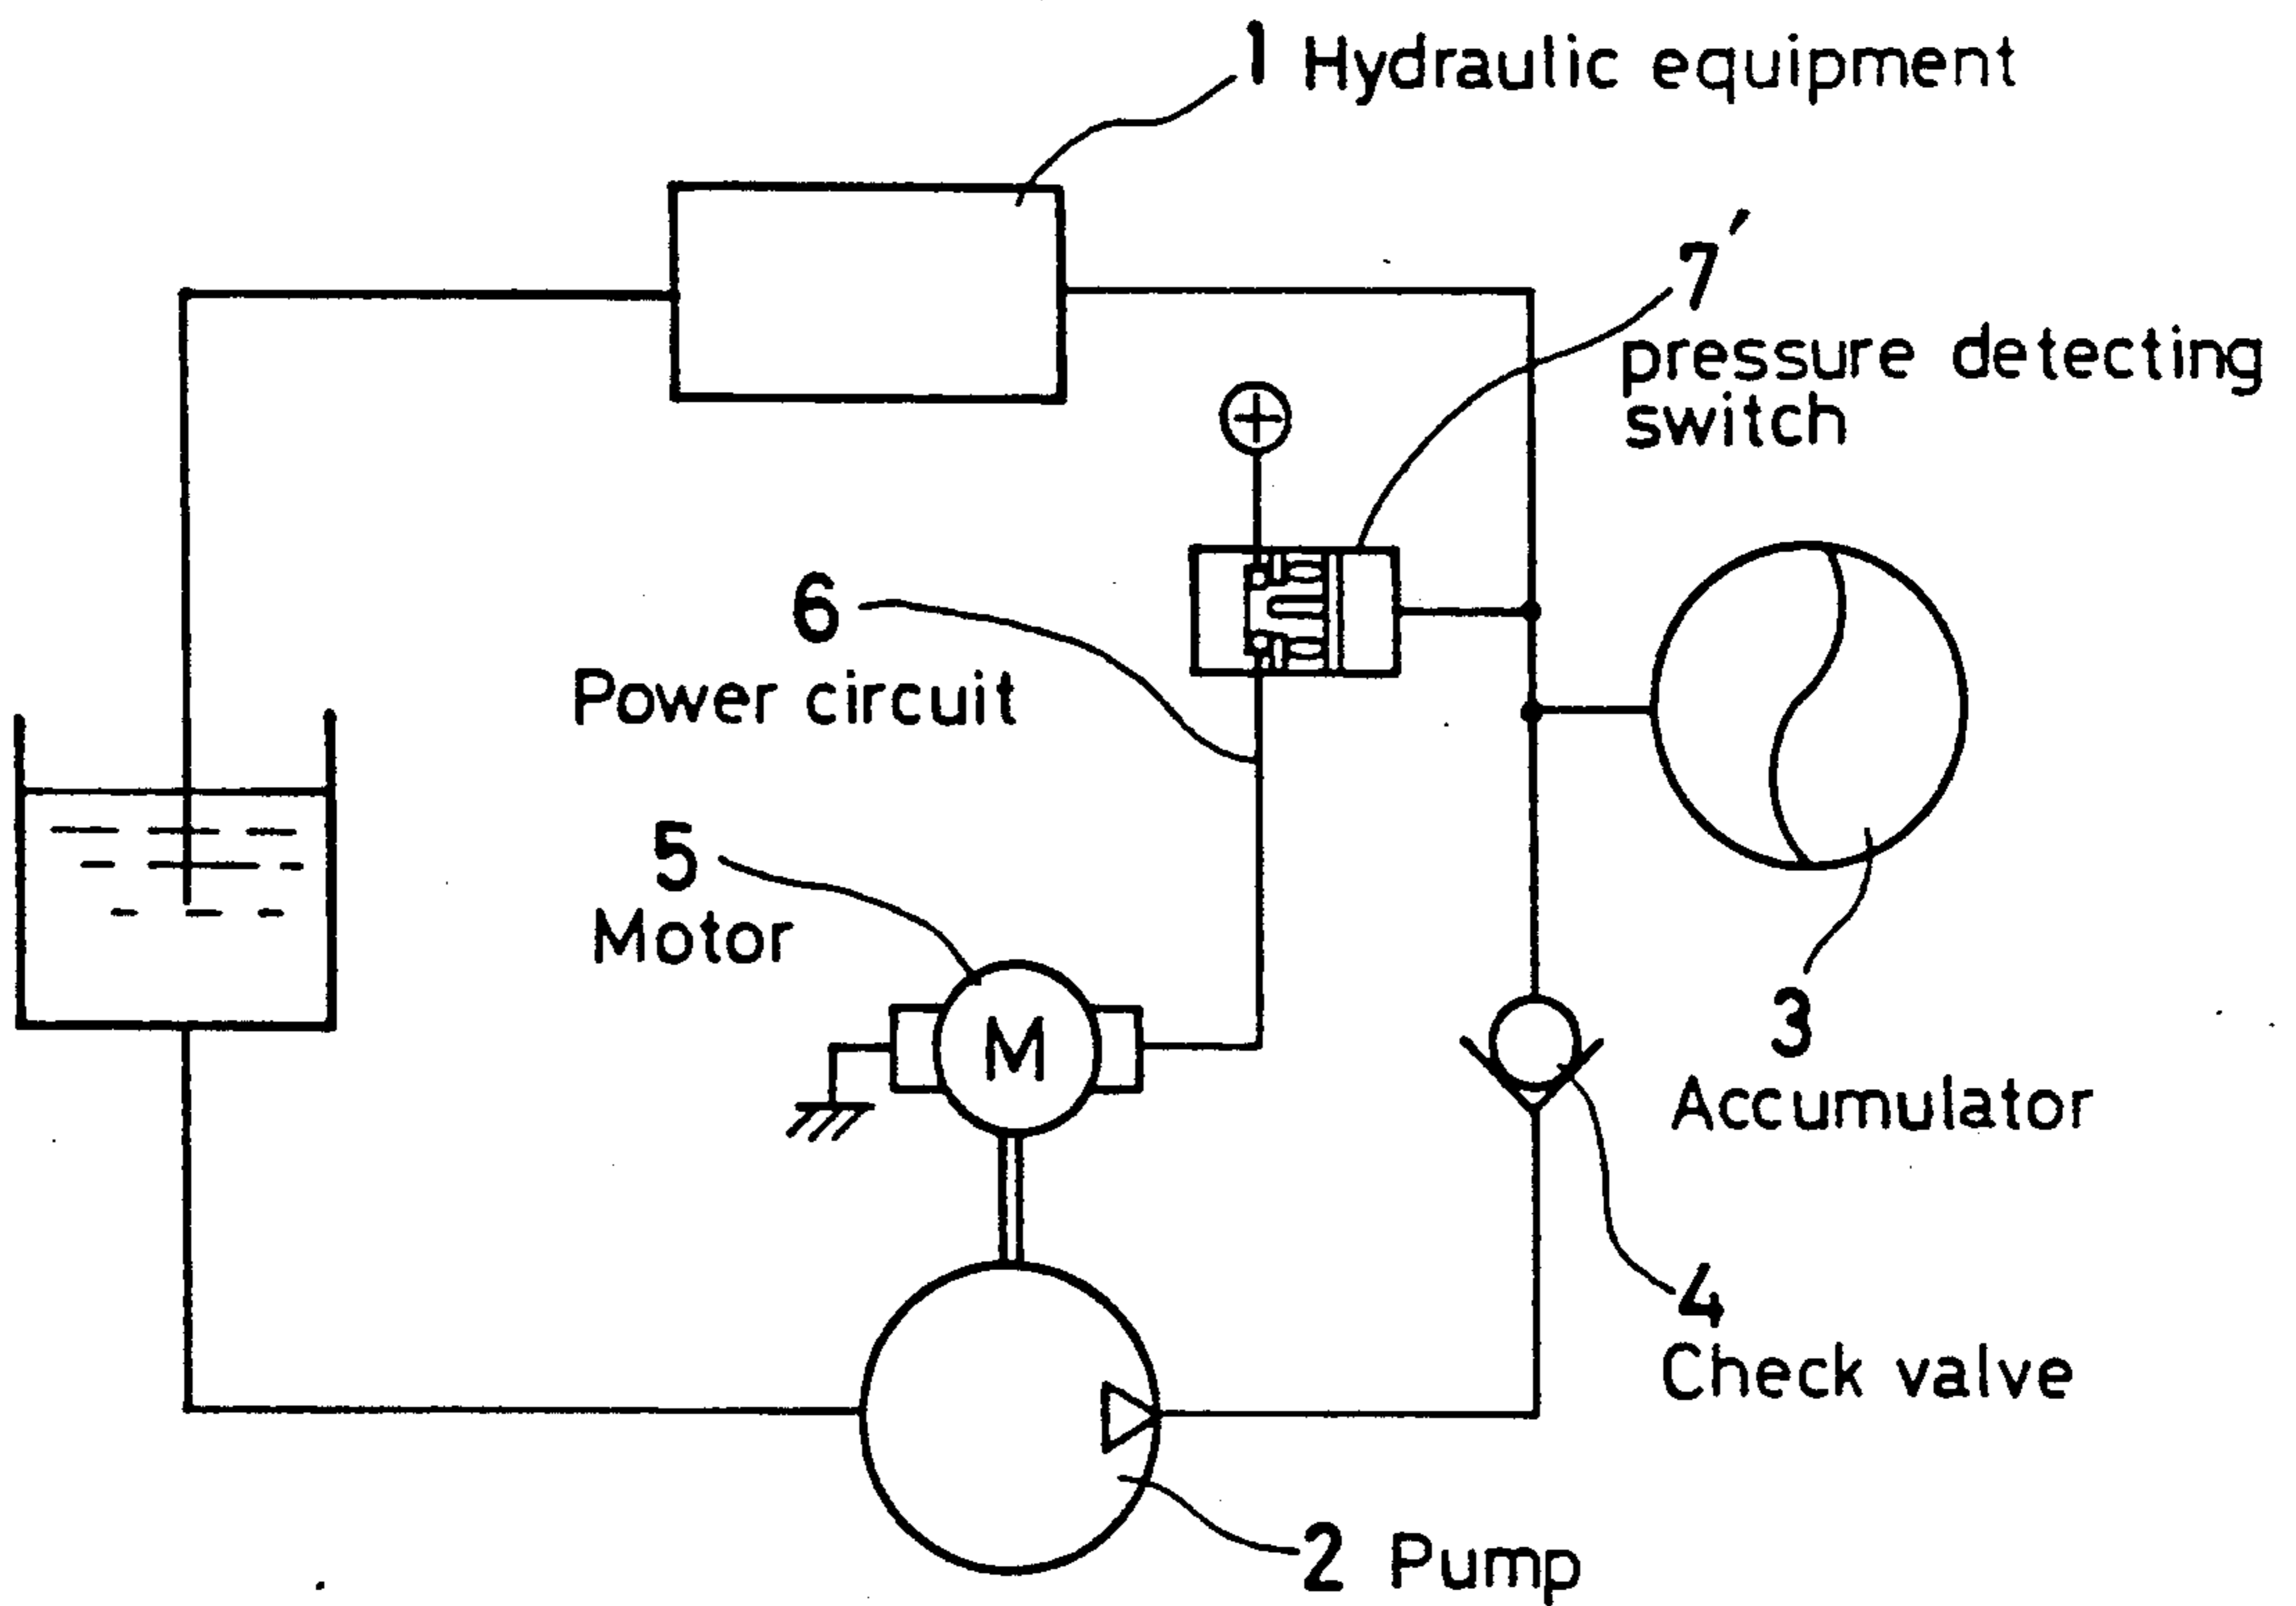 1 Hydraulic equipment
7'
pressure detecting
switch
6
Power circuit
5
Motor
M
3
Accumulator
4
Check valve
2 Pump